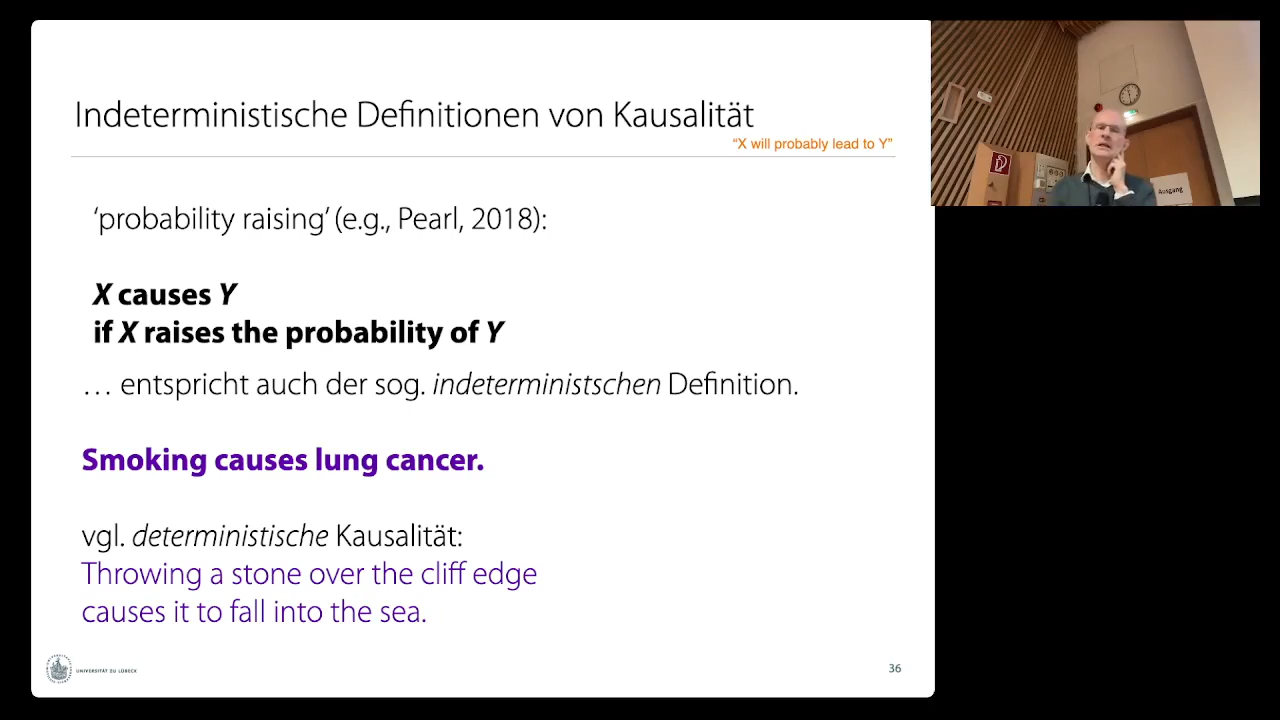 Indeterministische Definitionen von Kausalität
“X will probably lead to Y”
‘probability raising’ (e.g., Pearl, 2018):
X causes Y
if X raises the probability of Y
… entspricht auch der sog. indeterministschen Definition.
Smoking causes lung cancer.
vgl. deterministische Kausalität:
Throwing a stone over the cliff edge
causes it to fall into the sea.
UNIVERSITÄT ZU LÜBECK
36
Ausgang